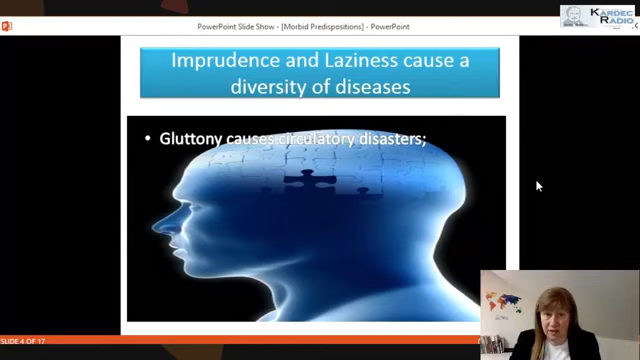 KARDEC
RADIO
PowerPoint Slide Show - [Morbid Predispositions] - PowerPoint
Imprudence and Laziness cause a
diversity of diseases
• Gluttony causes circulatory disasters;
SLIDE 4 OF 17